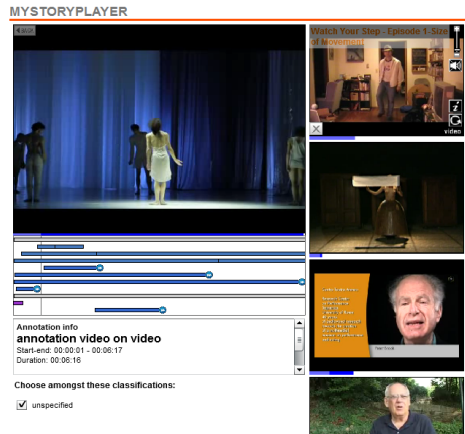 MYSTORYPLAYER
BACK
Watch Your Step - Episode 1-Size
of Movement
video
Annotation info
annotation video on video
Start-end: 00:00:01 - 00:06:17
Duration: 00:06:16
Choose amongst these classifications:
unspecified